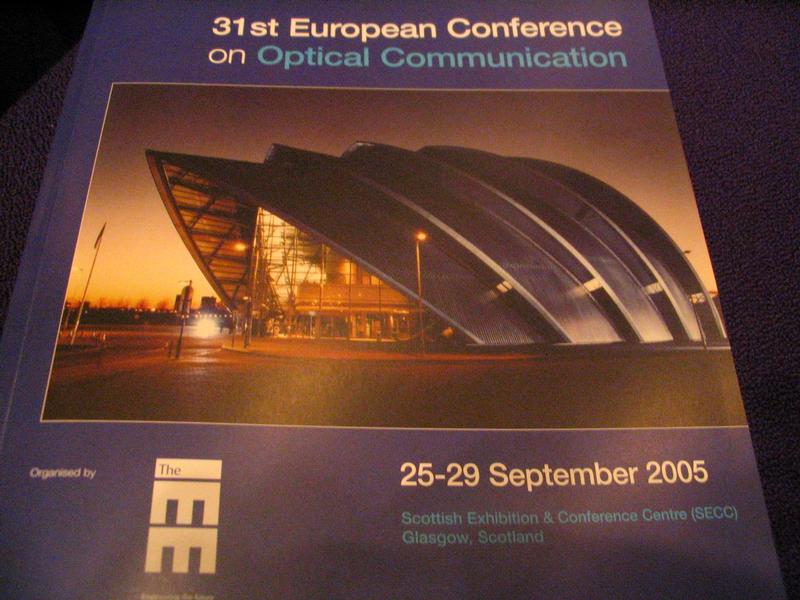 31st European Conference
on Optical Communication
Organised by
The
IEE
25-29 September 2005
Scottish Exhibition & Conference Centre (SECC)
Glasgow, Scotland